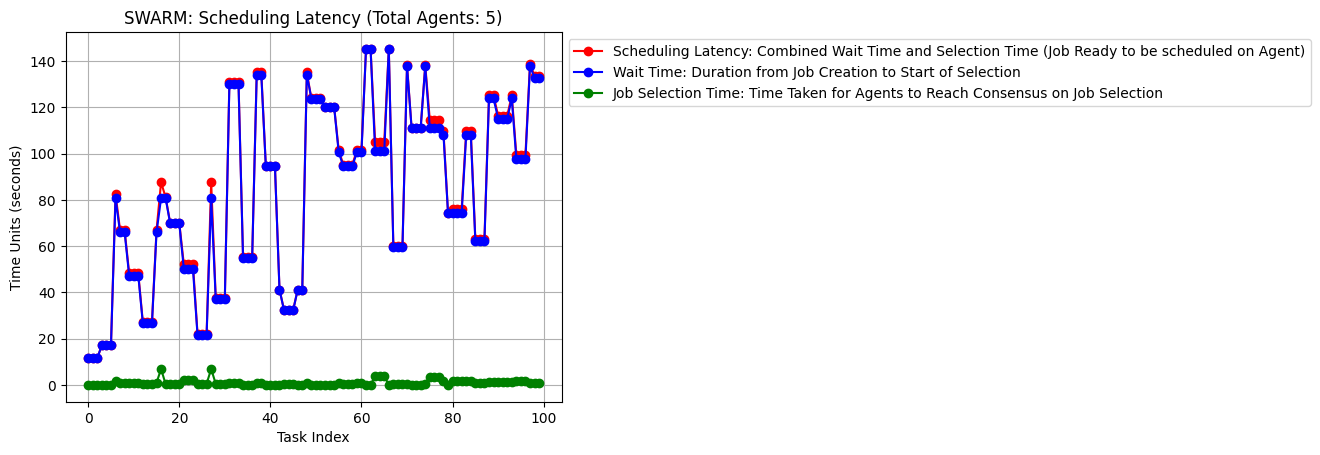 SWARM: Scheduling Latency (Total Agents: 5)
Scheduling Latency: Combined Wait Time and Selection Time (Job Ready to be scheduled on Agent)
Wait Time: Duration from Job Creation to Start of Selection
Job Selection Time: Time Taken for Agents to Reach Consensus on Job Selection
Time Units (seconds)
140
120
100
80
60
40
20
0
0 20 40 60 80 100
Task Index